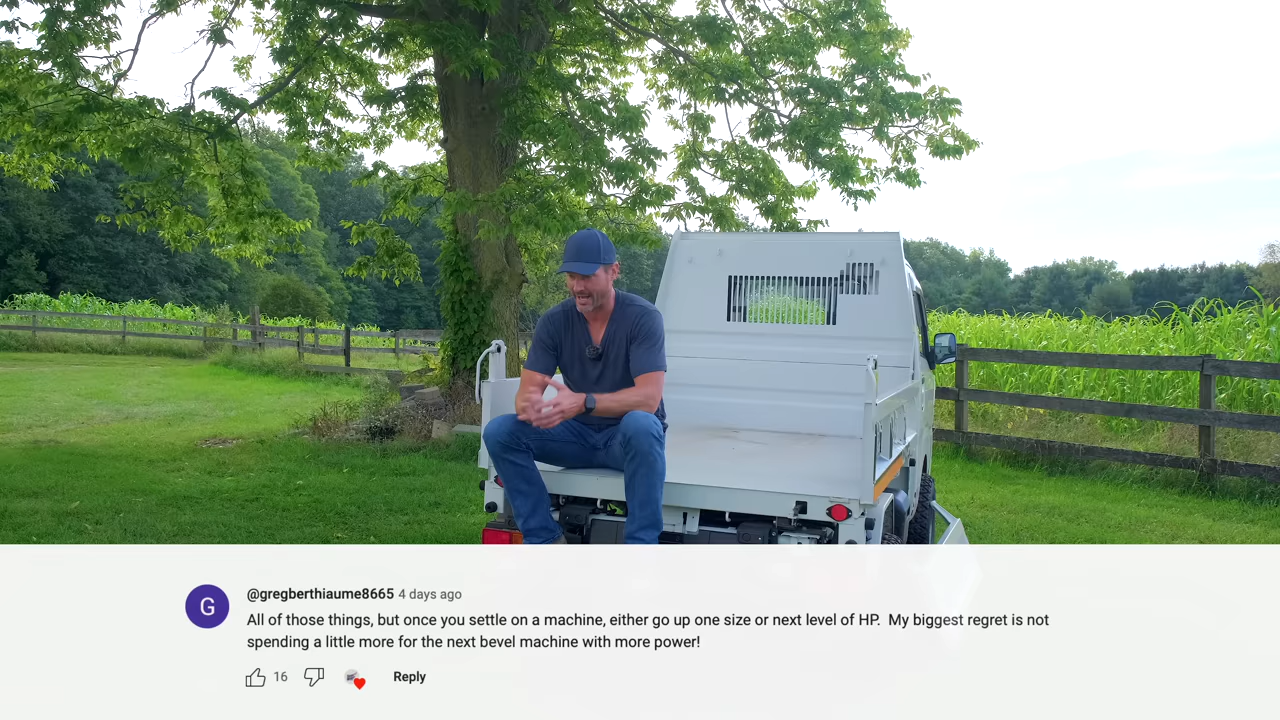 G
@gregberthiaume8665 4 days ago
All of those things, but once you settle on a machine, either go up one size or next level of HP.  My biggest regret is not
spending a little more for the next bevel machine with more power!
16 Reply